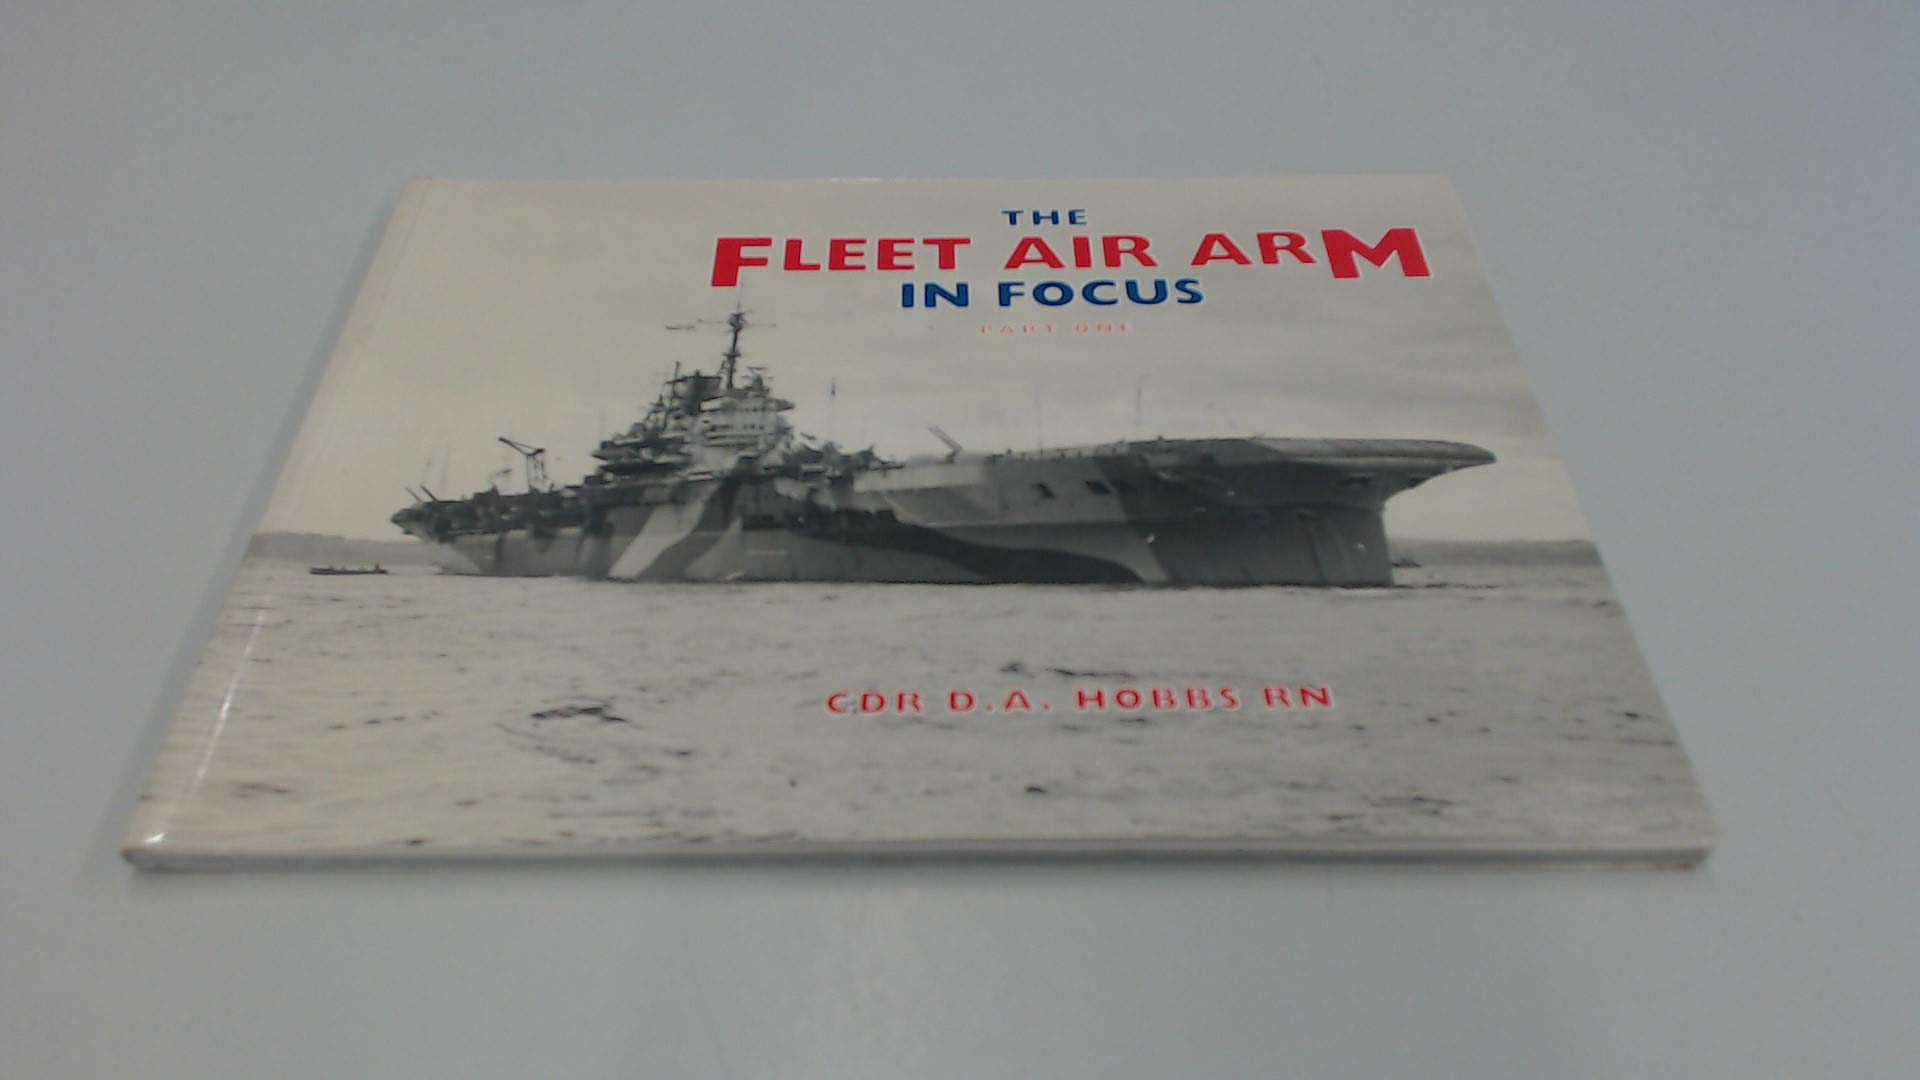 THE
FLEET AIR ARM
IN FOCUS
PART ONE
CDR D.A. HOBBS RN